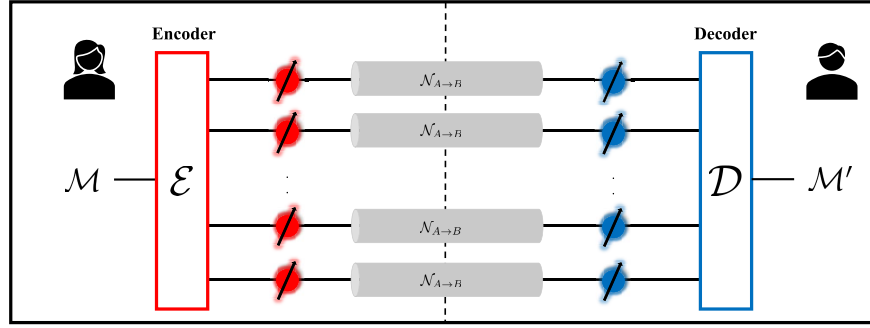 Encoder
Decoder
𝒩_{A→B}
𝒩_{A→B}
ℳ
ℰ
𝒟
ℳ′
𝒩_{A→B}
𝒩_{A→B}